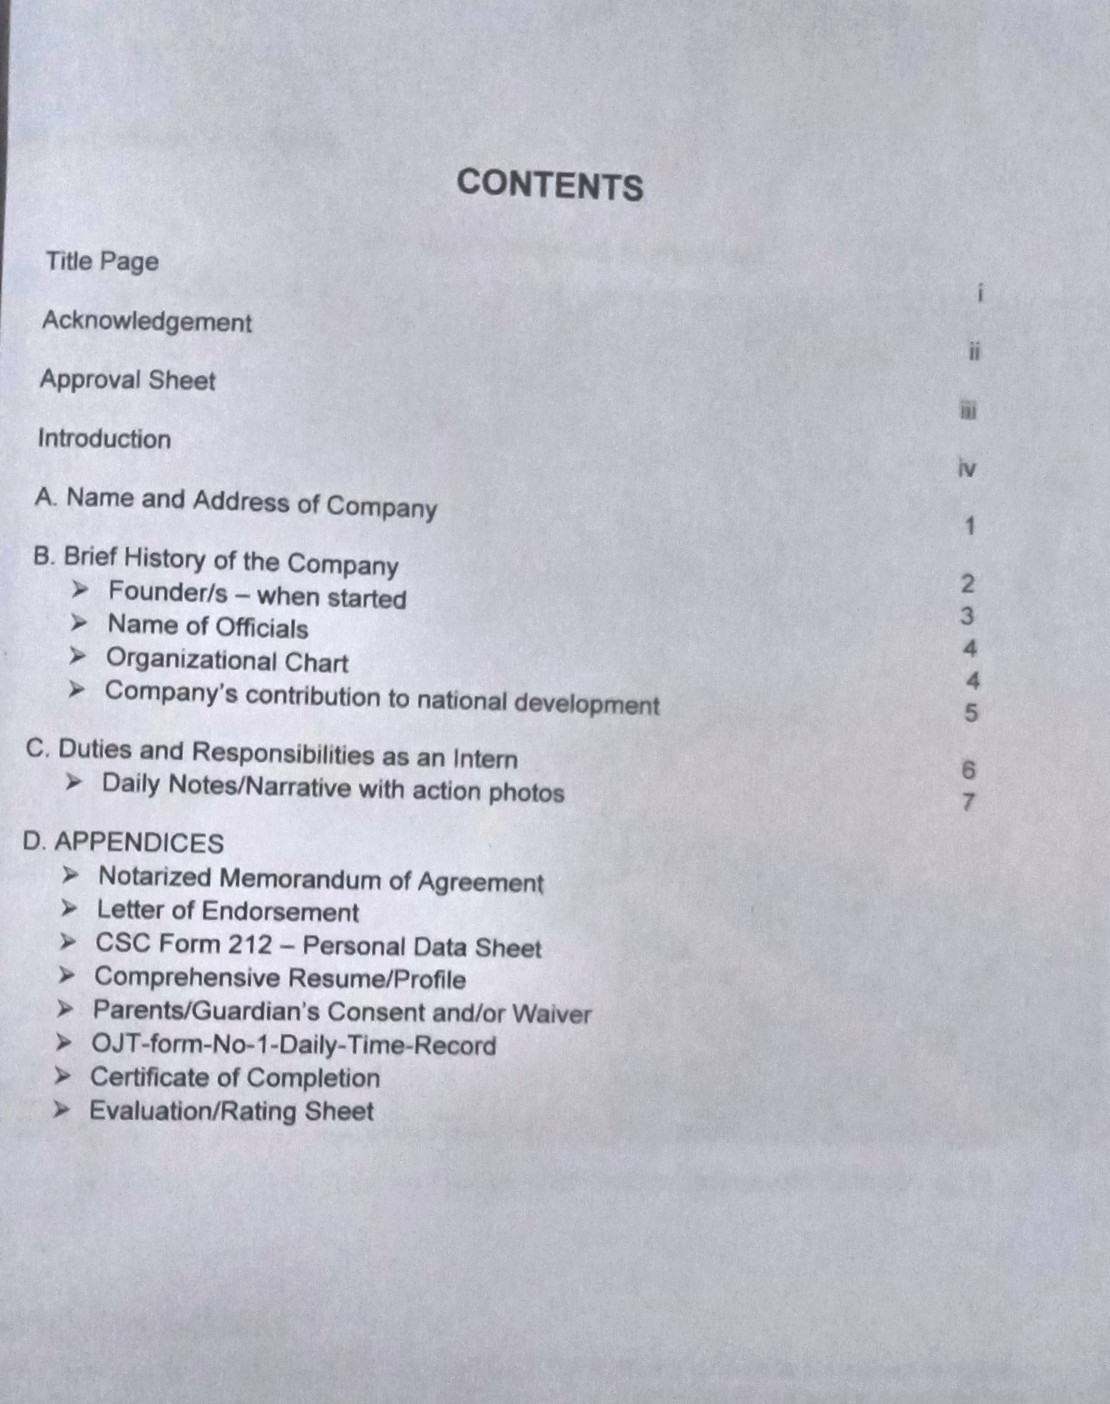 CONTENTS
Title Page i
Acknowledgement ii
Approval Sheet iii
Introduction iv
A. Name and Address of Company 1
B. Brief History of the Company 2
➢ Founder/s – when started 3
➢ Name of Officials 4
➢ Organizational Chart 4
➢ Company's contribution to national development 5
C. Duties and Responsibilities as an Intern 6
➢ Daily Notes/Narrative with action photos 7
D. APPENDICES
➢ Notarized Memorandum of Agreement
➢ Letter of Endorsement
➢ CSC Form 212 – Personal Data Sheet
➢ Comprehensive Resume/Profile
➢ Parents/Guardian's Consent and/or Waiver
➢ OJT-form-No-1-Daily-Time-Record
➢ Certificate of Completion
➢ Evaluation/Rating Sheet